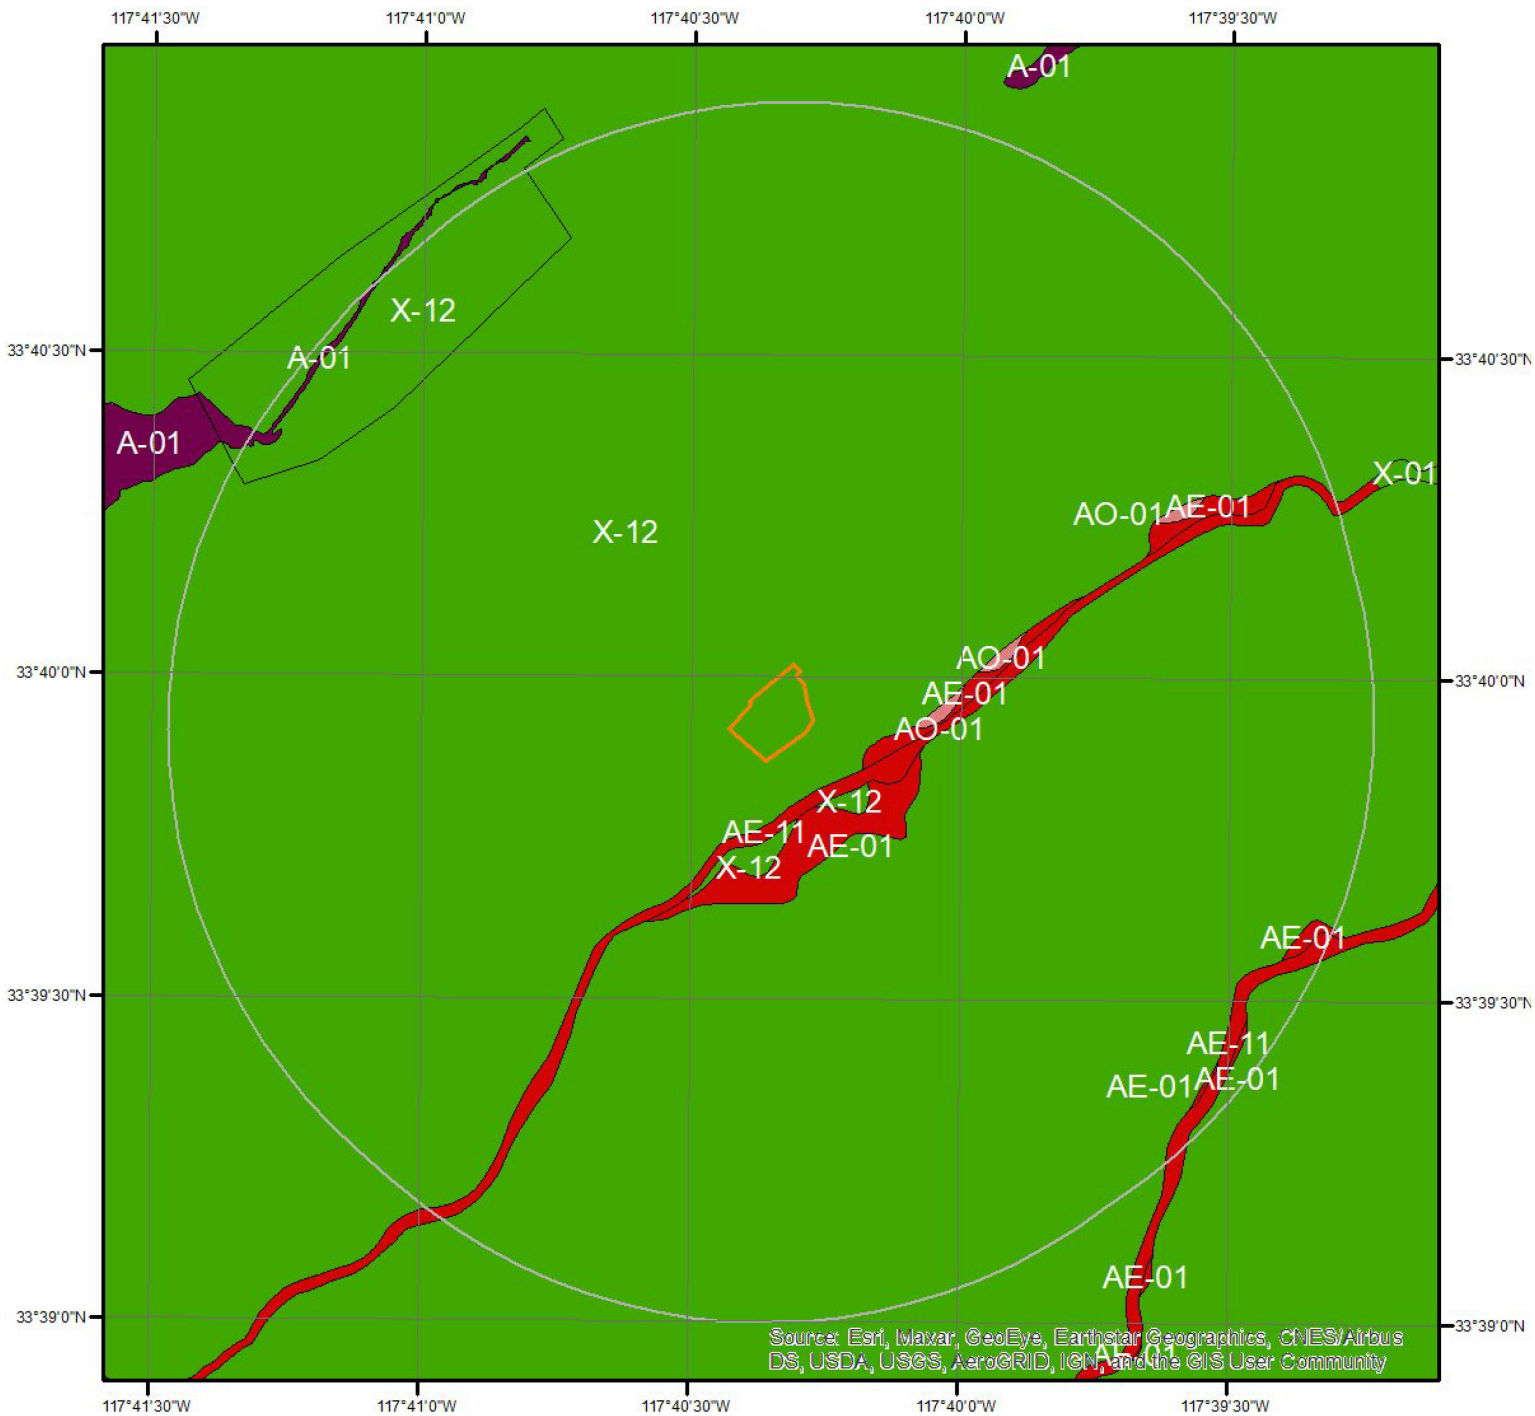 117°41'30"W 117°41'0"W 117°40'30"W 117°40'0"W 117°39'30"W
A-01
X-12
33°40'30"N
33°40'30"N
A-01
A-01
X-01
AO-01
AE-01
X-12
33°40'0"N
33°40'0"N
AO-01
AE-01
AO-01
X-12
AE-11
AE-01
X-12
AE-01
33°39'30"N
33°39'30"N
AE-11
AE-01
AE-01
AE-01
33°39'0"N
33°39'0"N
Source: Esri, Maxar, GeoEye, Earthstar Geographics, CNES/Airbus
DS, USDA, USGS, AeroGRID, IGN, and the GIS User Community
117°41'30"W 117°41'0"W 117°40'30"W 117°40'0"W 117°39'30"W